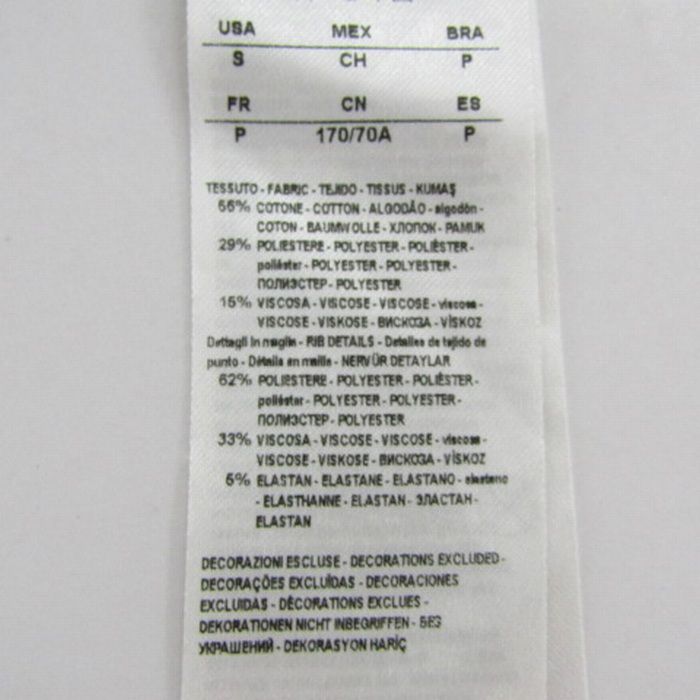 USA MEX BRA
S CH P
FR CN ES
P 170/70A P
TESSUTO - FABRIC - TEJIDO - TISSUS - KUMAŞ
56% COTONE - COTTON - ALGODÃO - algodón -
COTON - BAUMWOLLE - ХЛОПОК - PAMUK
29% POLIESTERE - POLYESTER - POLIÉSTER -
poliéster - POLYESTER - POLYESTER -
ПОЛИЭСТЕР - POLYESTER
15% VISCOSA - VISCOSE - VISCOSE - viscosa -
VISCOSE - VISKOSE - ВИСКОЗА - VİSKOZ
Dettagli in maglia - RIB DETAILS - Detalles de tejido de
punto - Détails en maille - NERVÜR DETAYLAR
62% POLIESTERE - POLYESTER - POLIÉSTER -
poliéster - POLYESTER - POLYESTER -
ПОЛИЭСТЕР - POLYESTER
33% VISCOSA - VISCOSE - VISCOSE - viscosa -
VISCOSE - VISKOSE - ВИСКОЗА - VİSKOZ
5% ELASTAN - ELASTANE - ELASTANO - elastano
- ELASTHANNE - ELASTAN - ЭЛАСТАН -
ELASTAN
DECORAZIONI ESCLUSE - DECORATIONS EXCLUDED -
DECORAÇÕES EXCLUÍDAS - DECORACIONES
EXCLUIDAS - DÉCORATIONS EXCLUES -
DEKORATIONEN NICHT INBEGRIFFEN - БЕЗ
УКРАШЕНИЙ - DEKORASYON HARİÇ